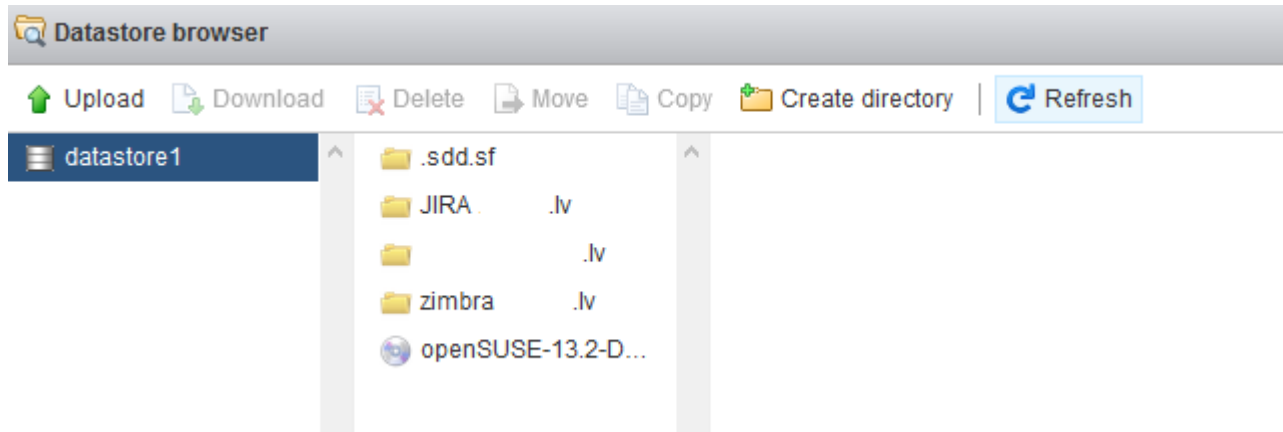 Datastore browser
Upload Download Delete Move Copy Create directory Refresh
datastore1
.sdd.sf
JIRA .lv
.lv
zimbra .lv
openSUSE-13.2-D...